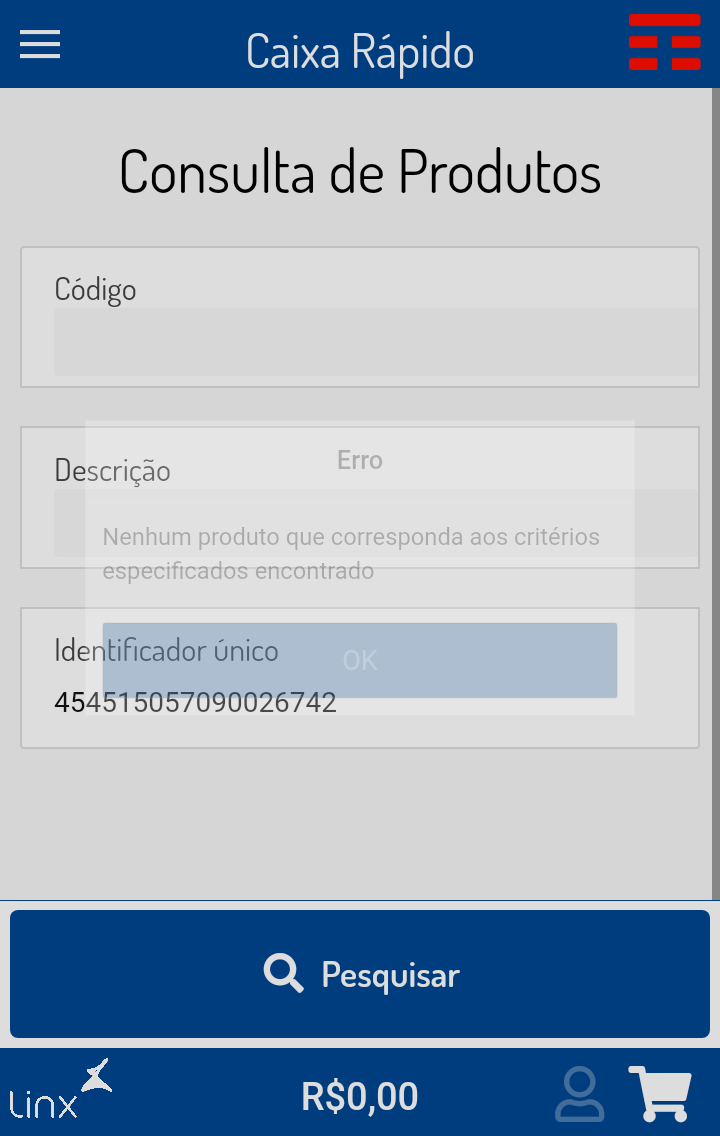 Caixa Rápido
Consulta de Produtos
Código
Descrição
Erro
Nenhum produto que corresponda aos critérios
especificados encontrado
Identificador único
OK
454515057090026742
Pesquisar
Linx
R$0,00